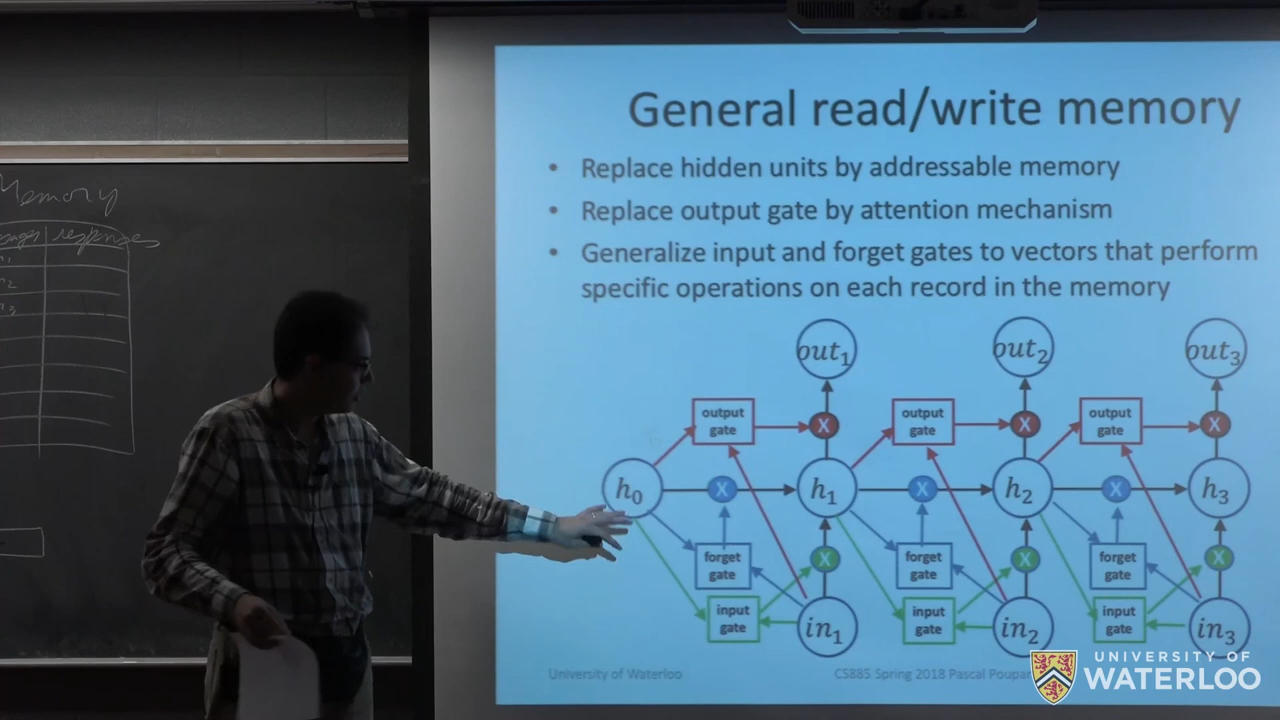 Memory
responses
General read/write memory
• Replace hidden units by addressable memory
• Replace output gate by attention mechanism
• Generalize input and forget gates to vectors that perform
specific operations on each record in the memory
out₁ out₂ out₃
output gate output gate output gate
X X X
h₀ X h₁ X h₂ X h₃
forget gate X forget gate X forget gate X
input gate in₁ input gate in₂ input gate in₃
University of Waterloo CS885 Spring 2018 Pascal
UNIVERSITY OF
WATERLOO